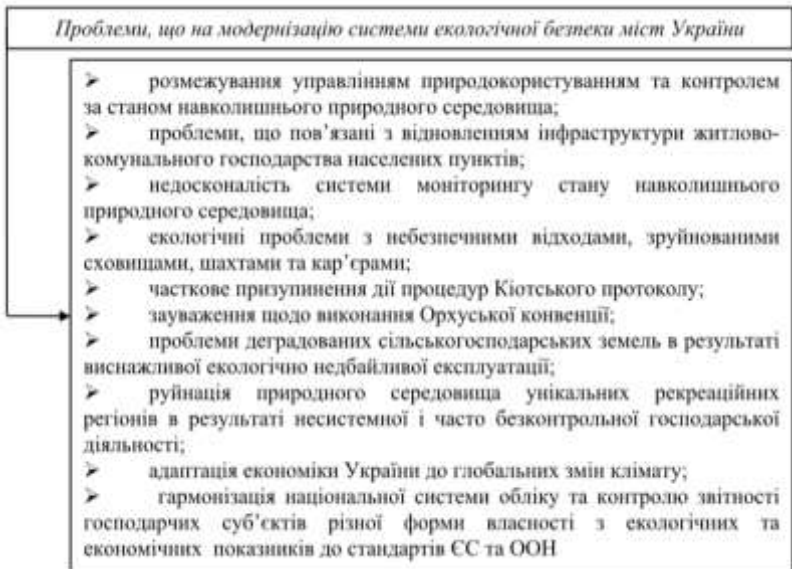 Проблеми, що на модернізацію системи екологічної безпеки міст України
➢ розмежування управлінням природокористуванням та контролем
за станом навколишнього природного середовища;
➢ проблеми, що пов’язані з відновленням інфраструктури житлово-
комунального господарства населених пунктів;
➢ недосконалість системи моніторингу стану навколишнього
природного середовища;
➢ екологічні проблеми з небезпечними відходами, зруйнованими
сховищами, шахтами та кар’єрами;
➢ часткове призупинення дії процедур Кіотського протоколу;
➢ зауваження щодо виконання Орхуської конвенції;
➢ проблеми деградованих сільськогосподарських земель в результаті
виснажливої екологічно недбайливої експлуатації;
➢ руйнація природного середовища унікальних рекреаційних
регіонів в результаті несистемної і часто безконтрольної господарської
діяльності;
➢ адаптація економіки України до глобальних змін клімату;
➢ гармонізація національної системи обліку та контролю звітності
господарчих суб’єктів різної форми власності з екологічних та
економічних показників до стандартів ЄС та ООН